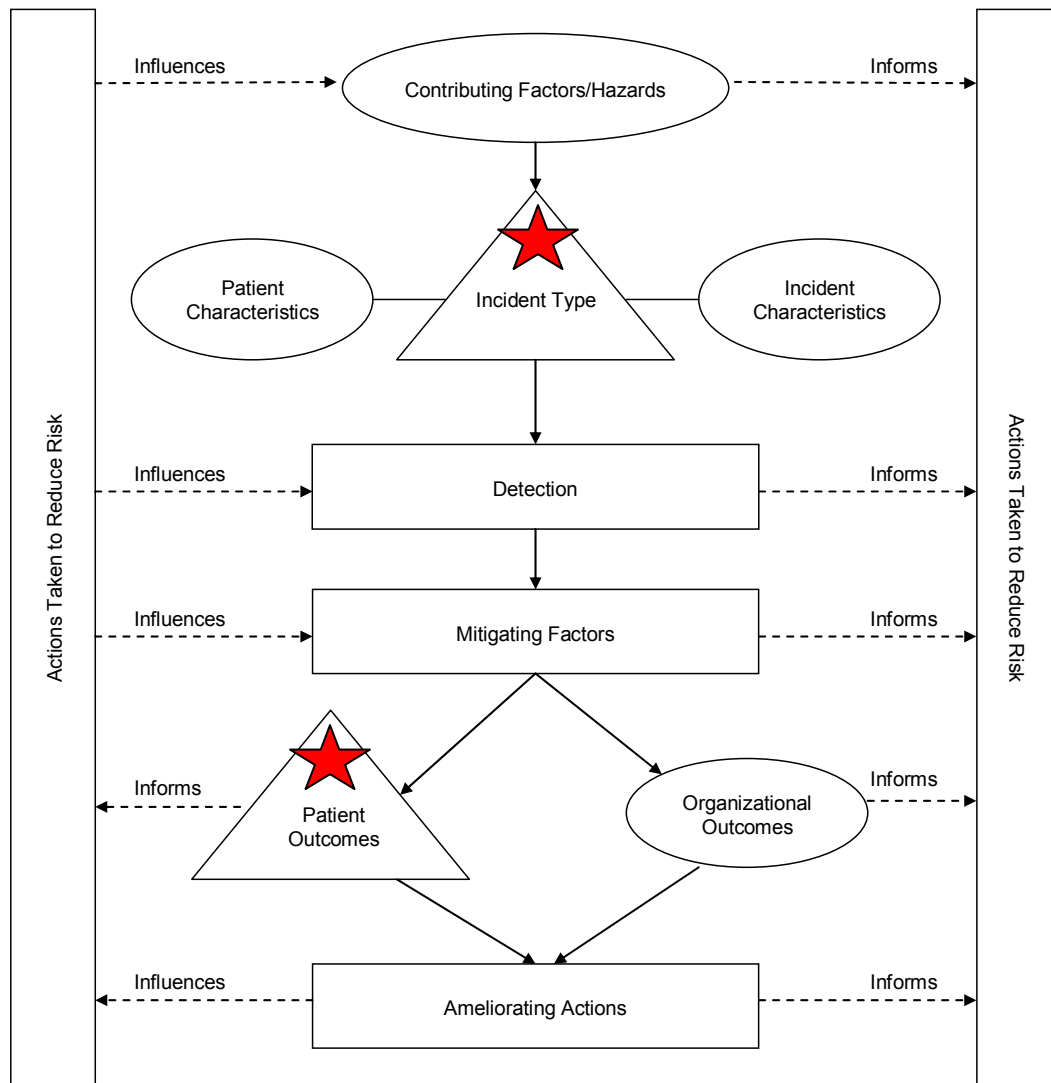 Influences
Informs
Contributing Factors/Hazards
Patient
Characteristics
Incident Type
Incident
Characteristics
Actions Taken to Reduce Risk
Actions Taken to Reduce Risk
Influences
Informs
Detection
Influences
Informs
Mitigating Factors
Informs
Patient
Outcomes
Organizational
Outcomes
Informs
Influences
Informs
Ameliorating Actions